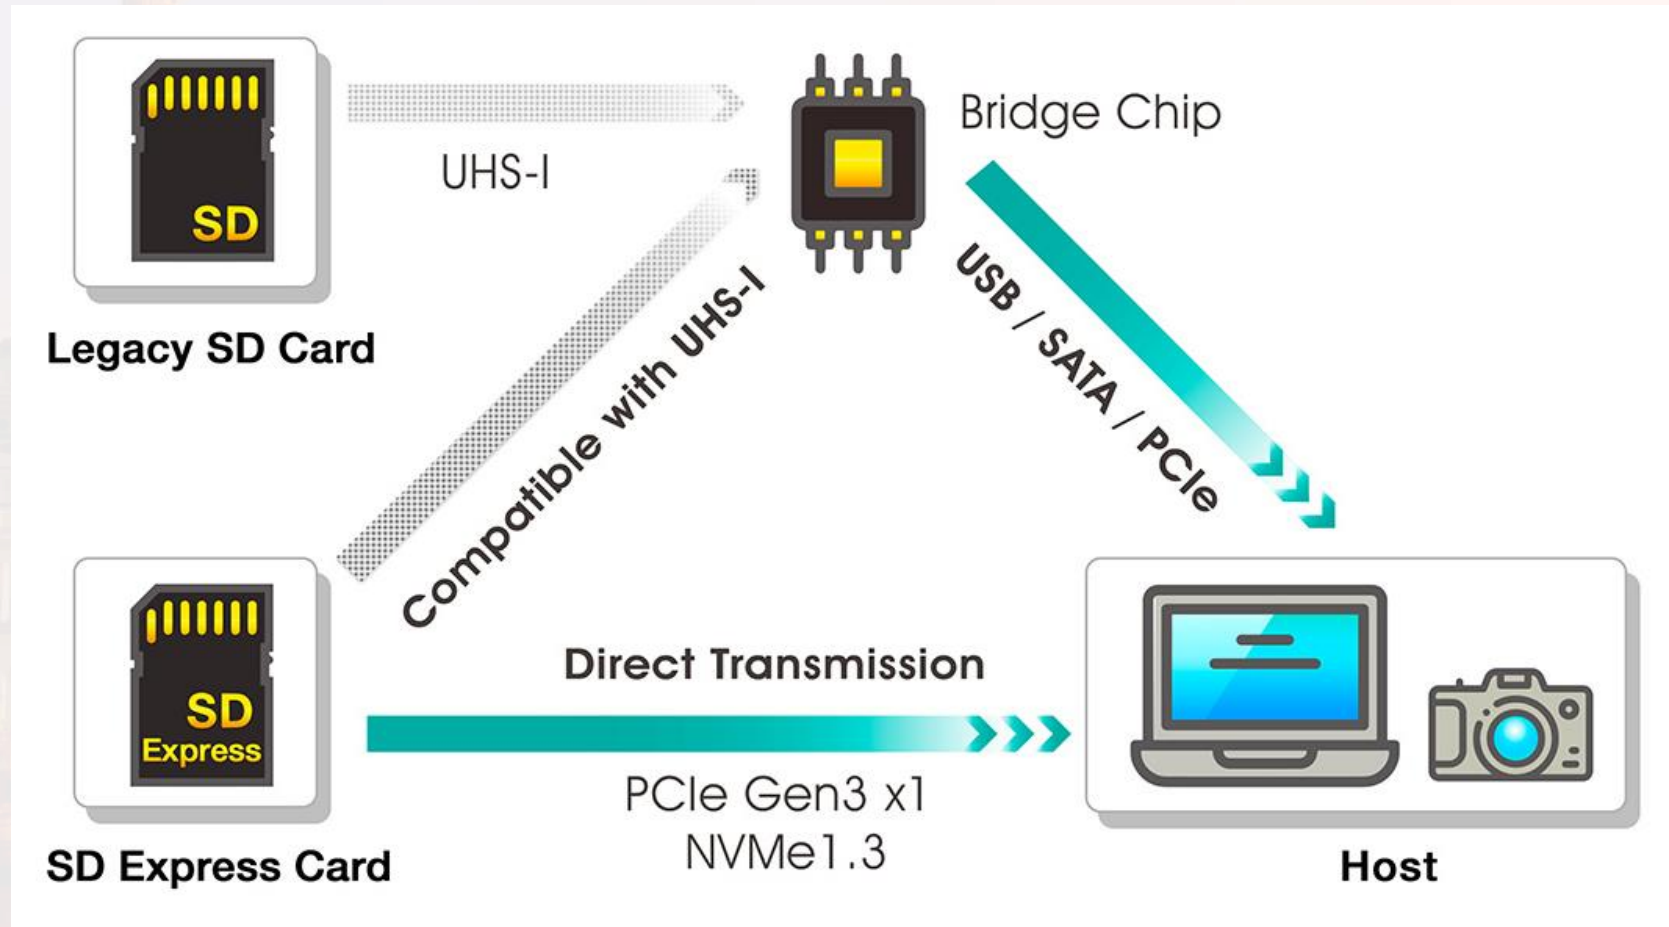 SD
UHS-I
Bridge Chip
Legacy SD Card
Compatible with UHS-I
USB / SATA / PCIe
SD
Express
Direct Transmission
PCIe Gen3 x1
NVMe1.3
SD Express Card
Host